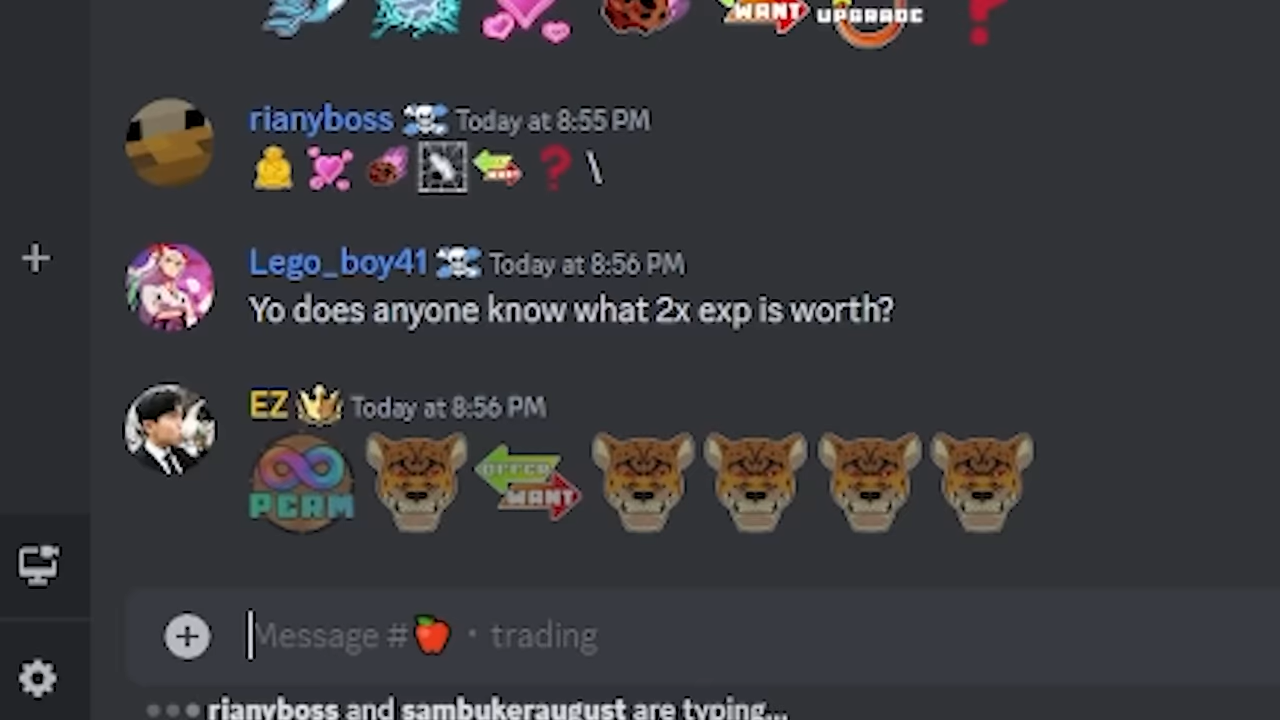 WANT UPGRADE
rianyboss Today at 8:55 PM
\
Lego_boy41 Today at 8:56 PM
Yo does anyone know what 2x exp is worth?
EZ Today at 8:56 PM
PERM OFFER WANT
Message # • trading
rianyboss and sambukeraugust are typing...